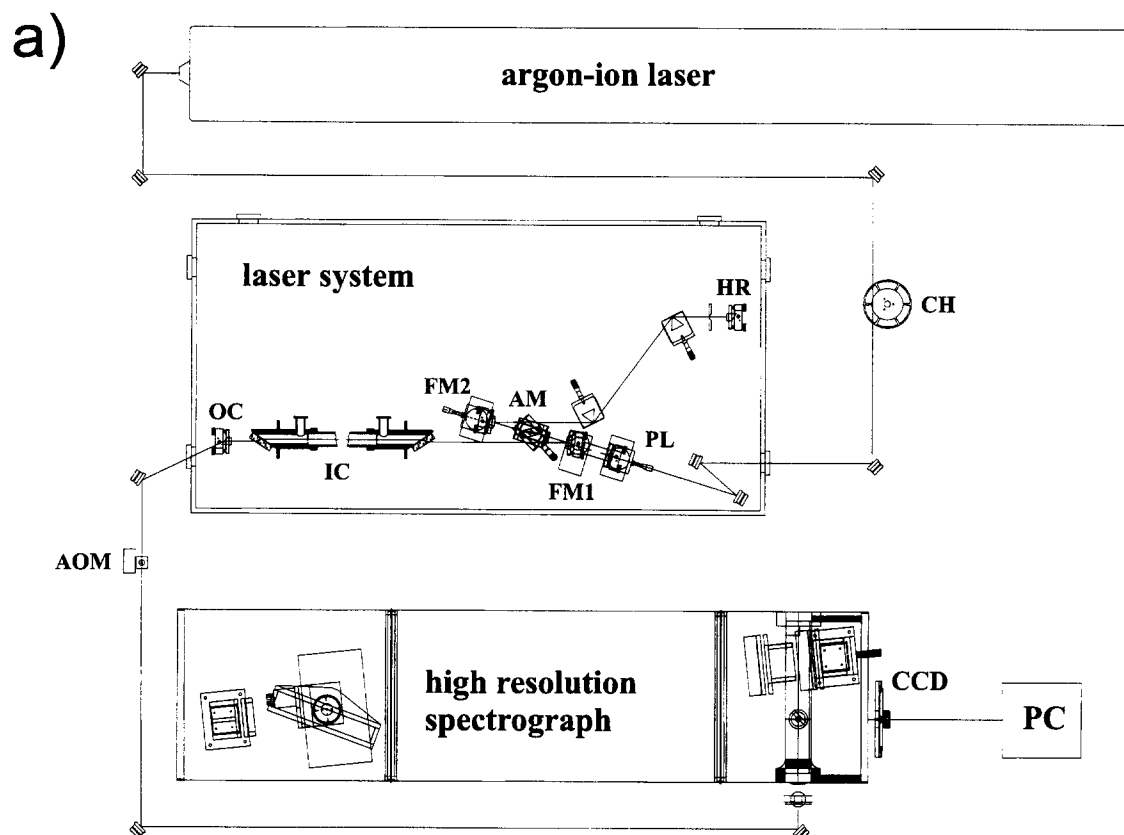 a)
argon-ion laser
laser system
HR
CH
FM2
AM
OC
PL
IC
FM1
AOM
high resolution
spectrograph
CCD
PC